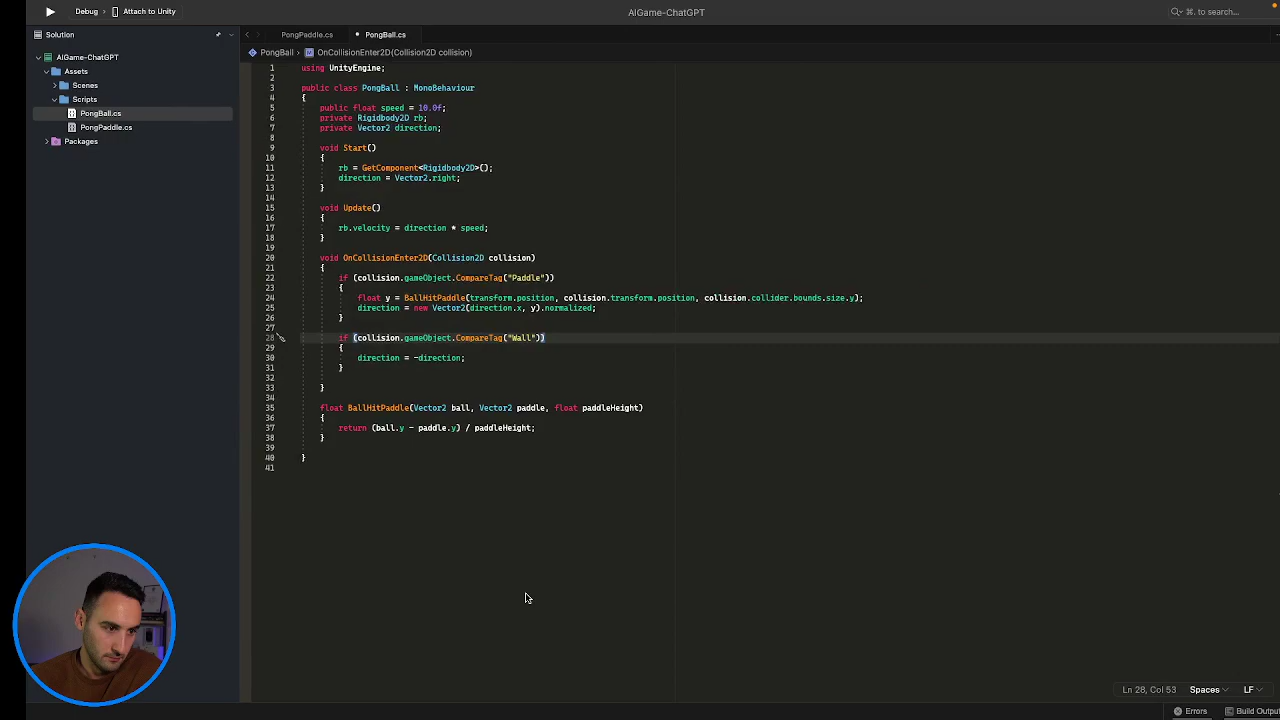 Debug
Attach to Unity
AIGame-ChatGPT
⌘. to search...
Solution
PongPaddle.cs
PongBall.cs
AIGame-ChatGPT
Assets
Scenes
Scripts
PongBall.cs
PongPaddle.cs
Packages
PongBall > OnCollisionEnter2D(Collision2D collision)
1 using UnityEngine;
2
3 public class PongBall : MonoBehaviour
4 {
5 public float speed = 10.0f;
6 private Rigidbody2D rb;
7 private Vector2 direction;
8
9 void Start()
10 {
11 rb = GetComponent<Rigidbody2D>();
12 direction = Vector2.right;
13 }
14
15 void Update()
16 {
17 rb.velocity = direction * speed;
18 }
19
20 void OnCollisionEnter2D(Collision2D collision)
21 {
22 if (collision.gameObject.CompareTag("Paddle"))
23 {
24 float y = BallHitPaddle(transform.position, collision.transform.position, collision.collider.bounds.size.y);
25 direction = new Vector2(direction.x, y).normalized;
26 }
27
28 if (collision.gameObject.CompareTag("Wall"))
29 {
30 direction = -direction;
31 }
32
33 }
34
35 float BallHitPaddle(Vector2 ball, Vector2 paddle, float paddleHeight)
36 {
37 return (ball.y - paddle.y) / paddleHeight;
38 }
39
40 }
41
Ln 28, Col 53
Spaces
LF
Errors
Build Outpu